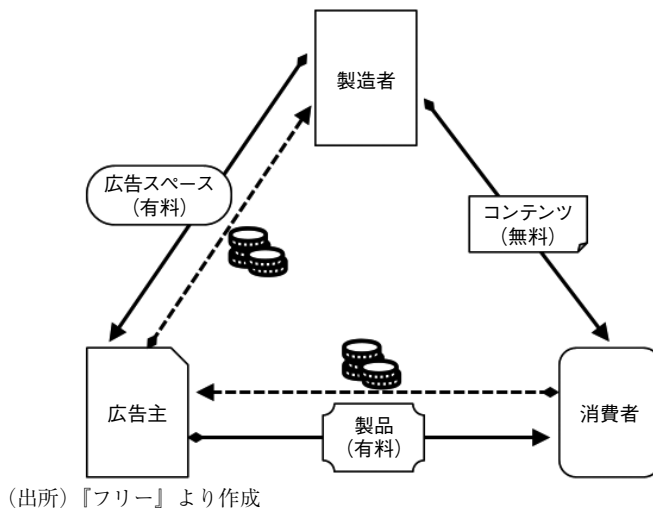 製造者
広告スペース
(有料)
コンテンツ
(無料)
広告主
製品
(有料)
消費者
(出所)『フリー』より作成